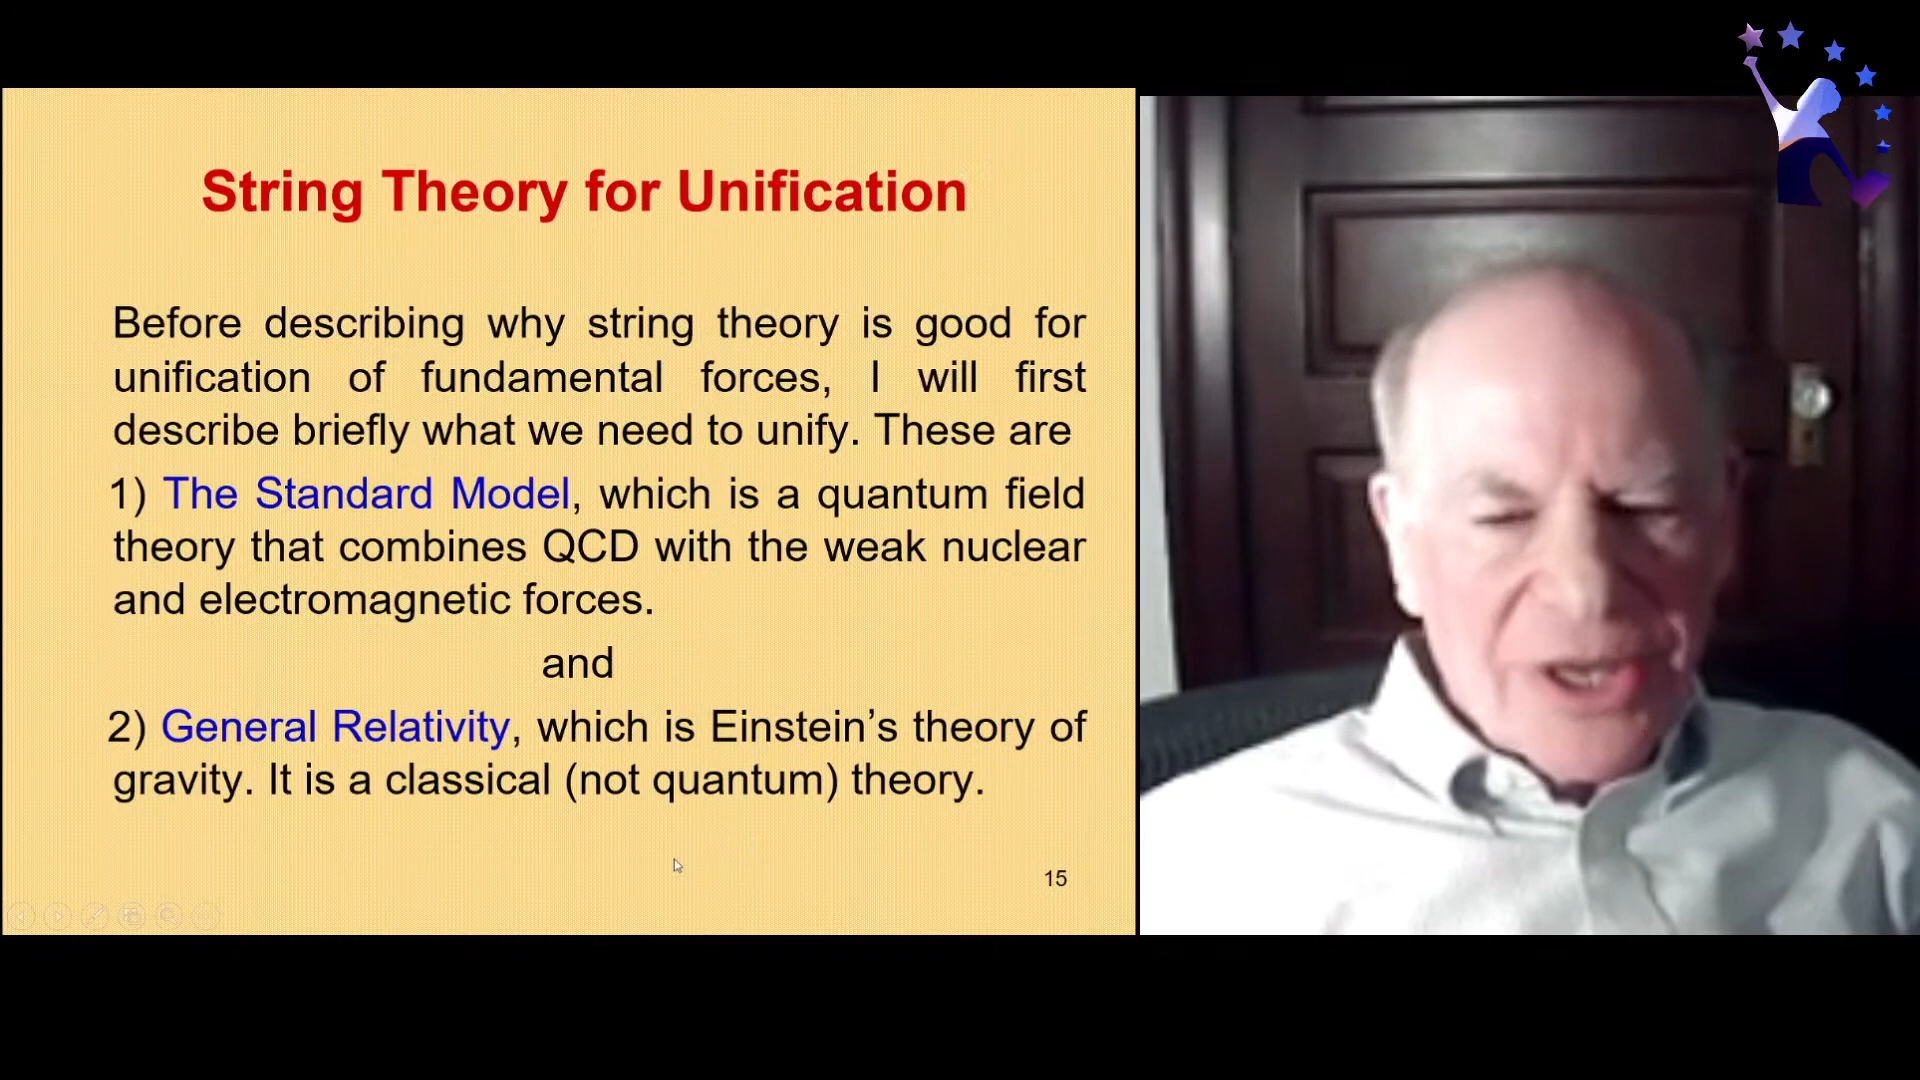 String Theory for Unification
Before describing why string theory is good for
unification of fundamental forces, I will first
describe briefly what we need to unify. These are
1) The Standard Model, which is a quantum field
theory that combines QCD with the weak nuclear
and electromagnetic forces.
and
2) General Relativity, which is Einstein’s theory of
gravity. It is a classical (not quantum) theory.
15